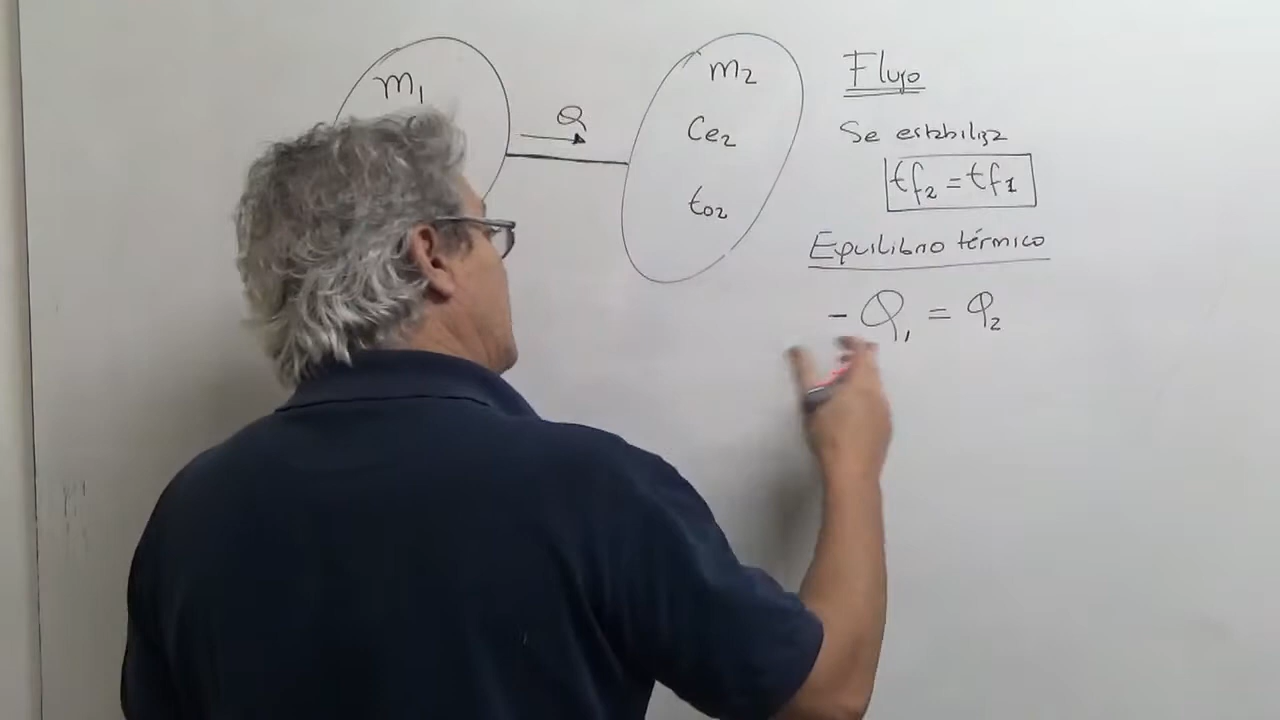 m₁
Q
m₂
Ce₂
to₂
Flujo
Se estabiliza
tf₂ = tf₁
Equilibrio térmico
- Q₁ = Q₂